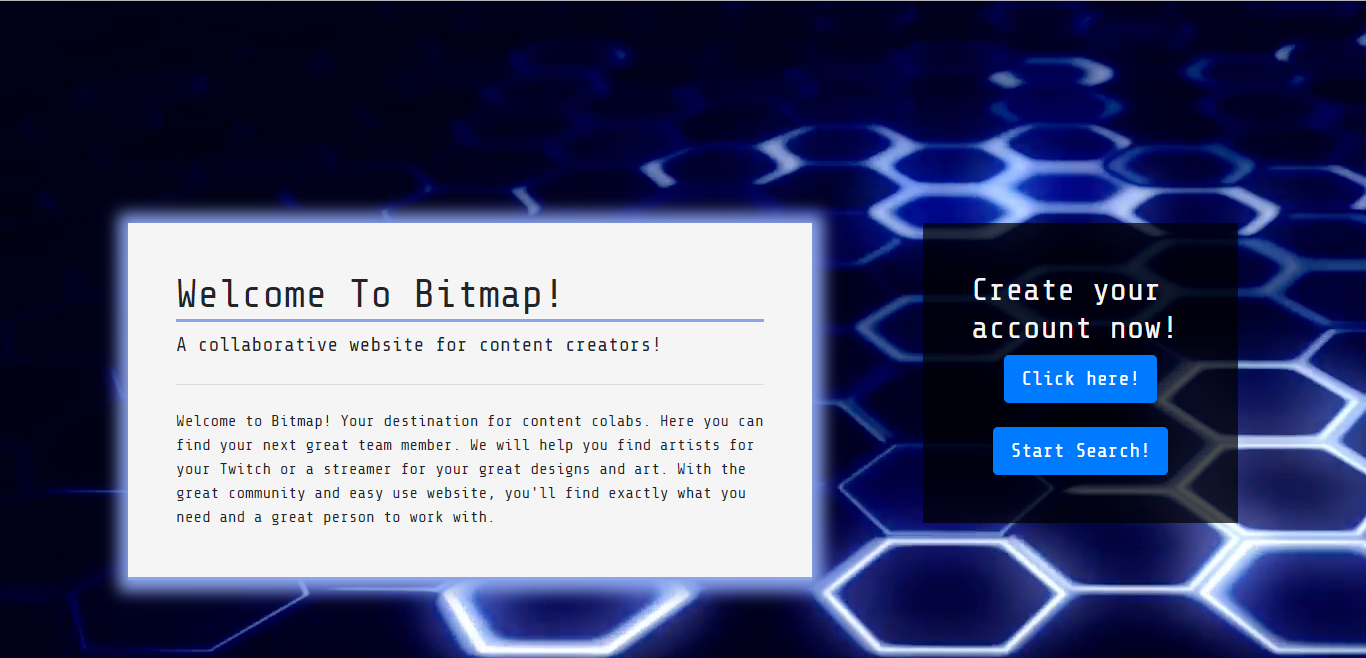 Welcome To Bitmap!
A collaborative website for content creators!
Welcome to Bitmap! Your destination for content colabs. Here you can
find your next great team member. We will help you find artists for
your Twitch or a streamer for your great designs and art. With the
great community and easy use website, you'll find exactly what you
need and a great person to work with.
Create your
account now!
Click here!
Start Search!